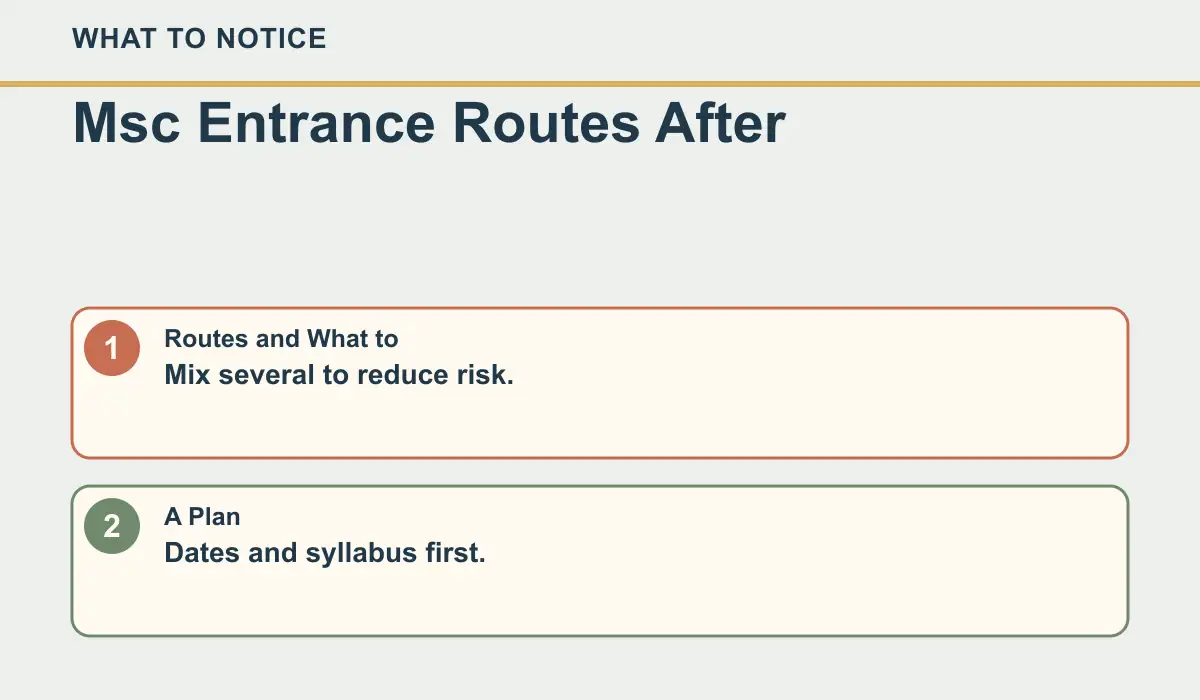 WHAT TO NOTICE
Msc Entrance Routes After
1
Routes and What to
Mix several to reduce risk.
2
A Plan
Dates and syllabus first.